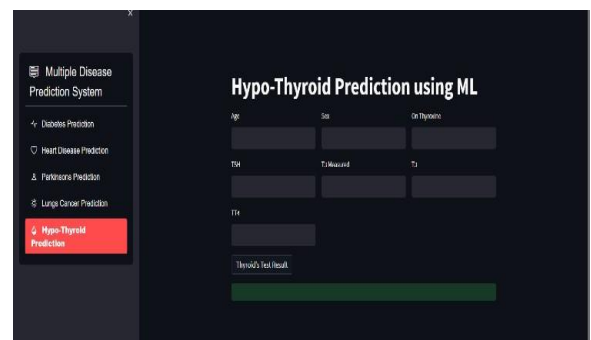 x
Multiple Disease
Prediction System
Diabetes Prediction
Heart Disease Prediction
Parkinsons Prediction
Lungs Cancer Prediction
Hypo-Thyroid
Prediction
Hypo-Thyroid Prediction using ML
Age Sex On Thyroxine
TSH T3 Measured T3
TT4
Thyroid's Test Result